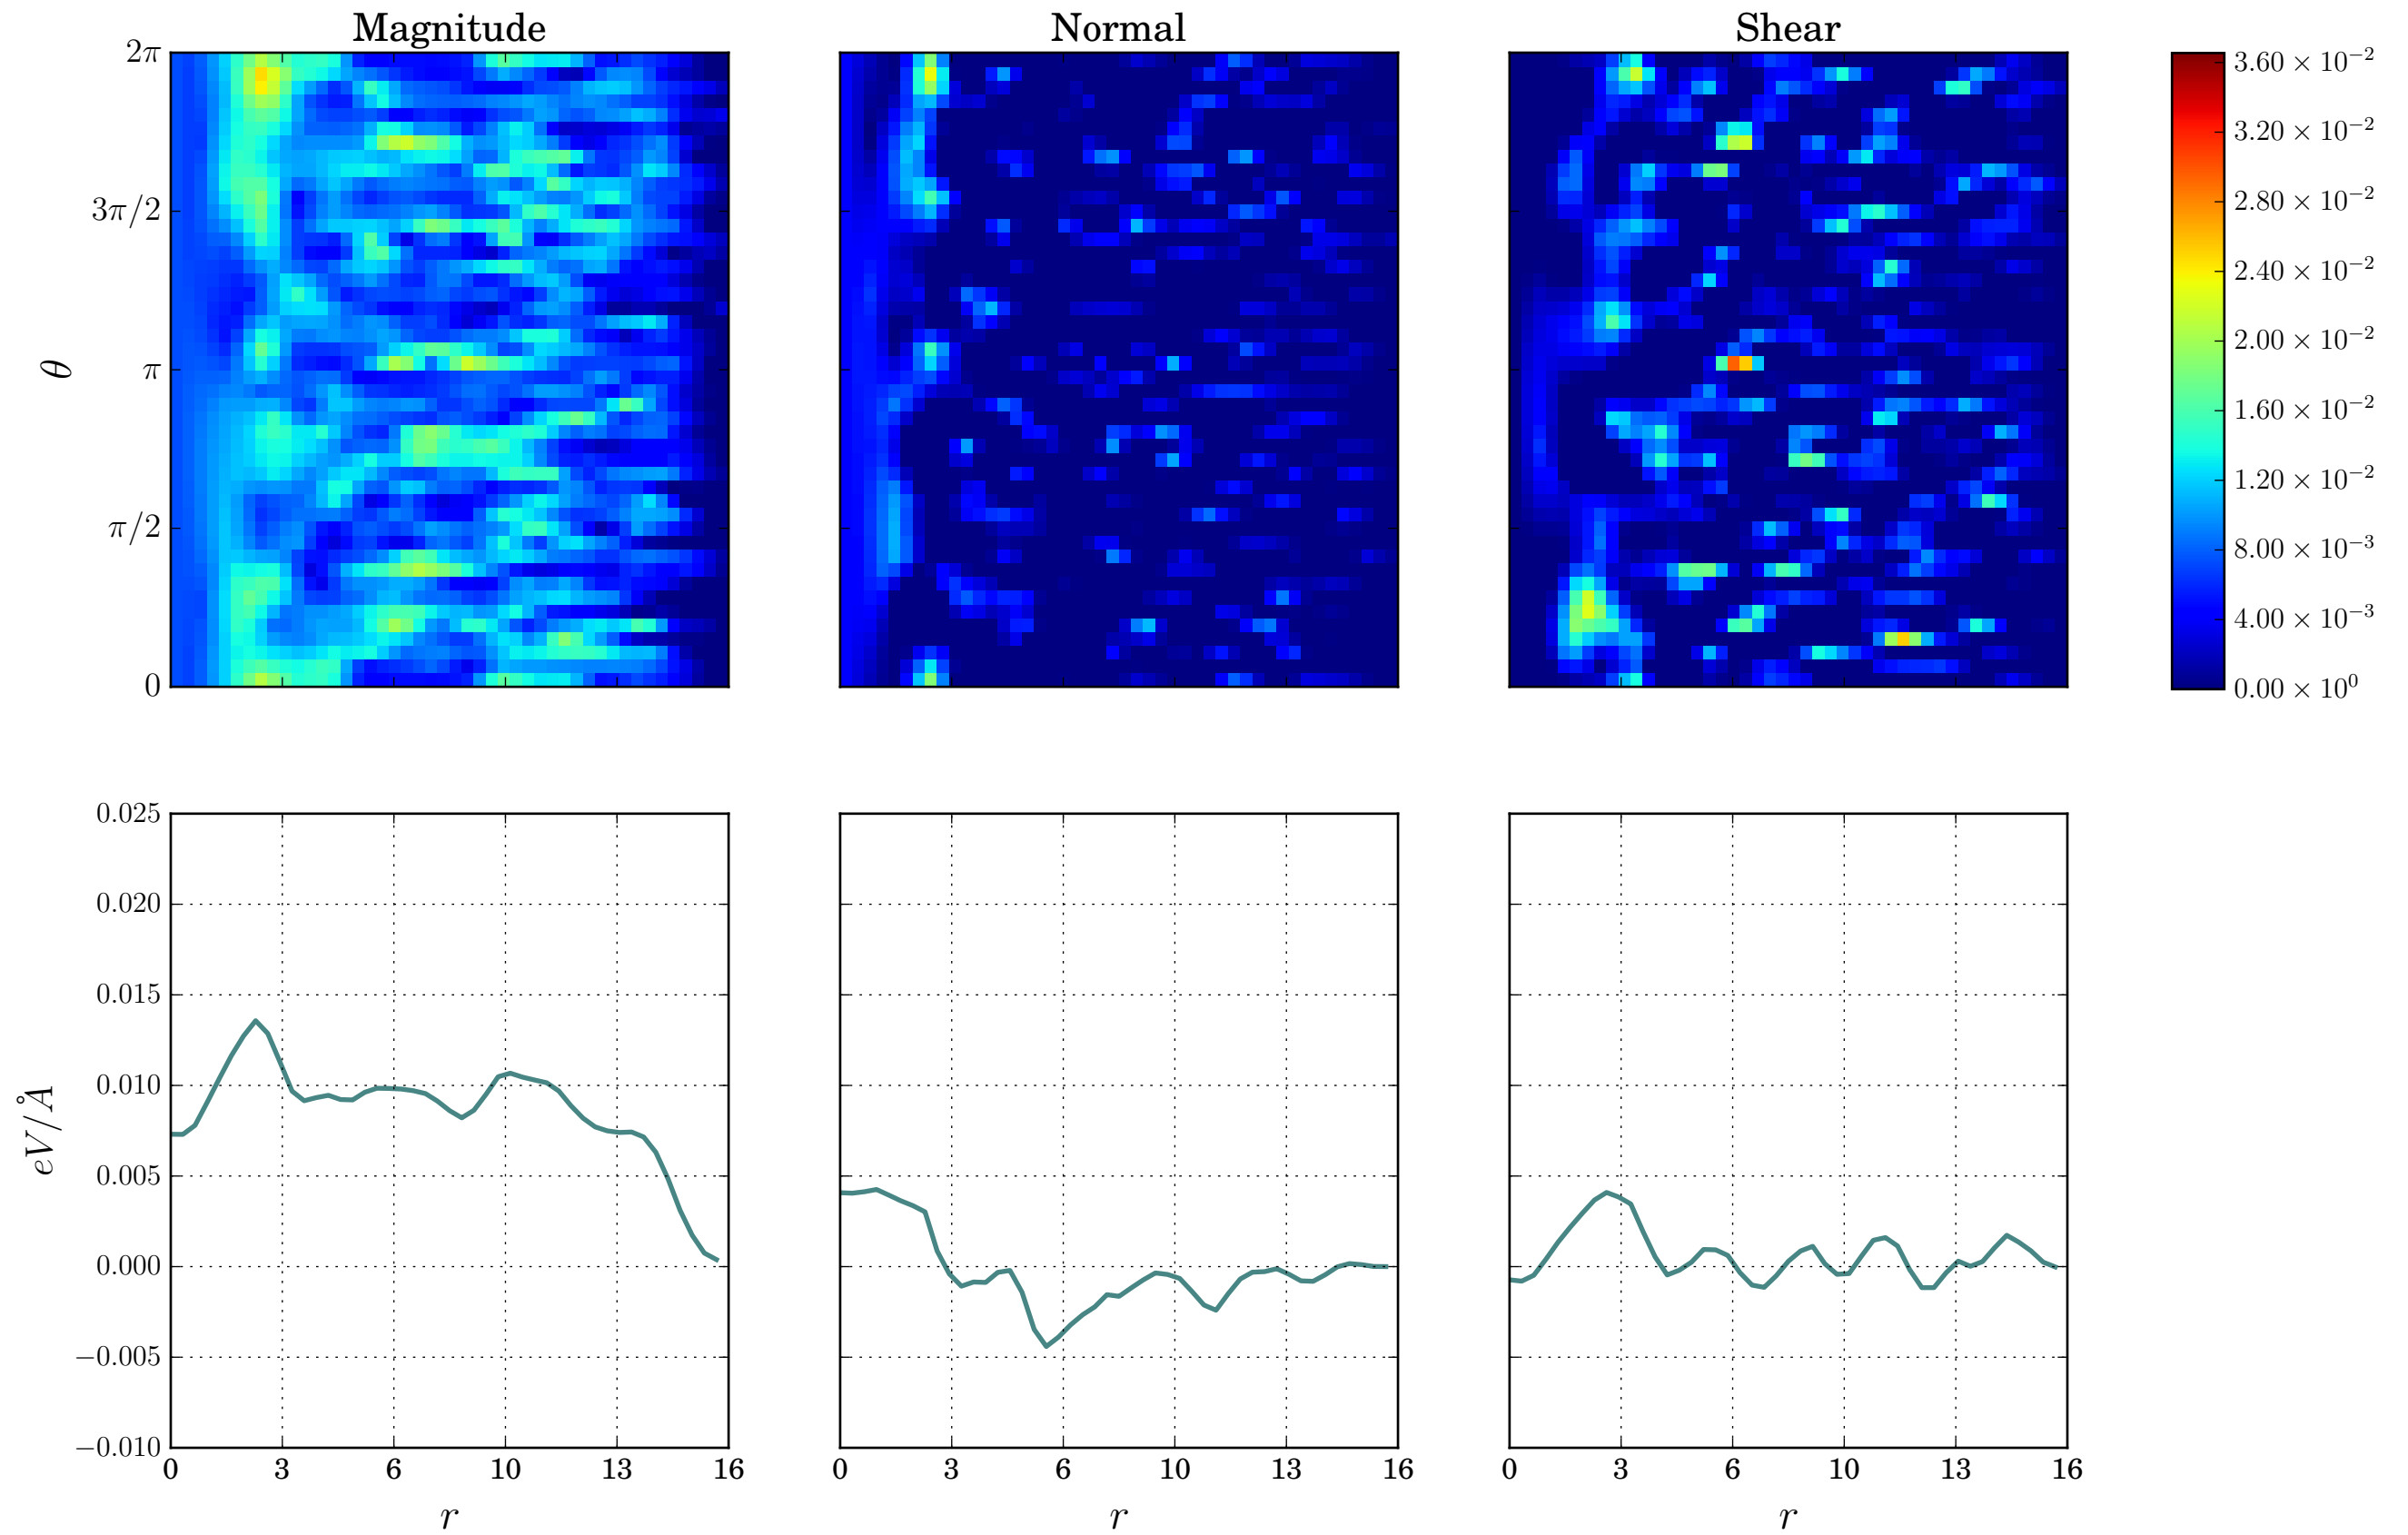 Magnitude Normal Shear
2π
3π/2
π
π/2
0
θ
3.60 × 10⁻²
3.20 × 10⁻²
2.80 × 10⁻²
2.40 × 10⁻²
2.00 × 10⁻²
1.60 × 10⁻²
1.20 × 10⁻²
8.00 × 10⁻³
4.00 × 10⁻³
0.00 × 10⁰
0.025
0.020
0.015
0.010
0.005
0.000
−0.005
−0.010
eV/Å
0 3 6 10 13 16
0 3 6 10 13 16
0 3 6 10 13 16
r r r